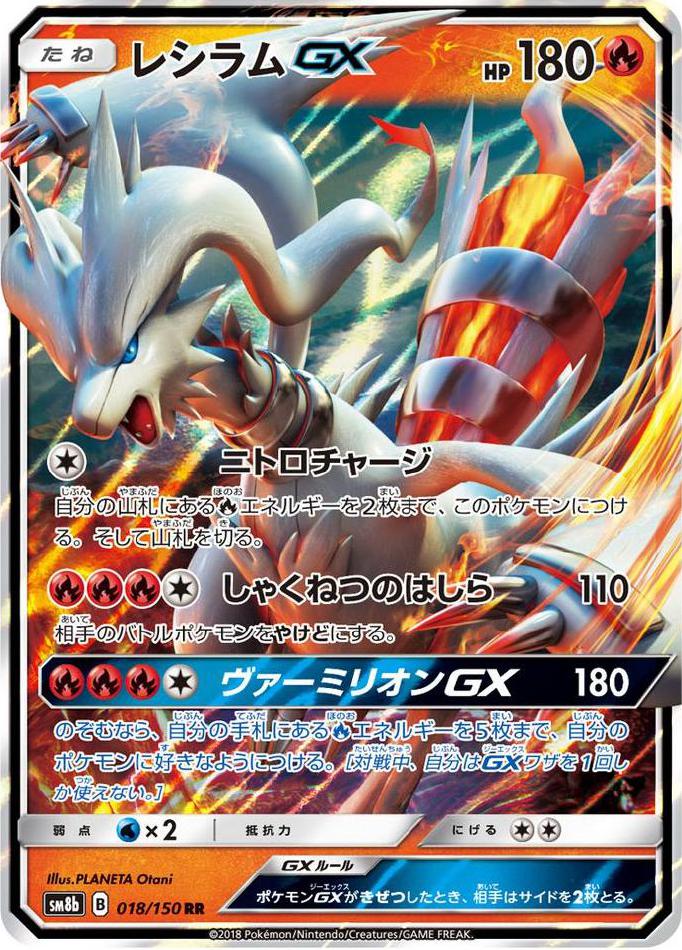 たね レシラムGX HP 180
ニトロチャージ
自分の山札にある エネルギーを2枚まで、このポケモンにつけ
る。そして山札を切る。
しゃくねつのはしら 110
相手のバトルポケモンをやけどにする。
ヴァーミリオンGX 180
のぞむなら、自分の手札にある エネルギーを5枚まで、自分の
ポケモンに好きなようにつける。[対戦中、自分はGXワザを1回し
か使えない。]
弱点 ×2 抵抗力 にげる
Illus.PLANETA Otani
GXルール
sm8b B 018/150 RR
ポケモンGXがきぜつしたとき、相手はサイドを2枚とる。
©2018 Pokémon/Nintendo/Creatures/GAME FREAK.